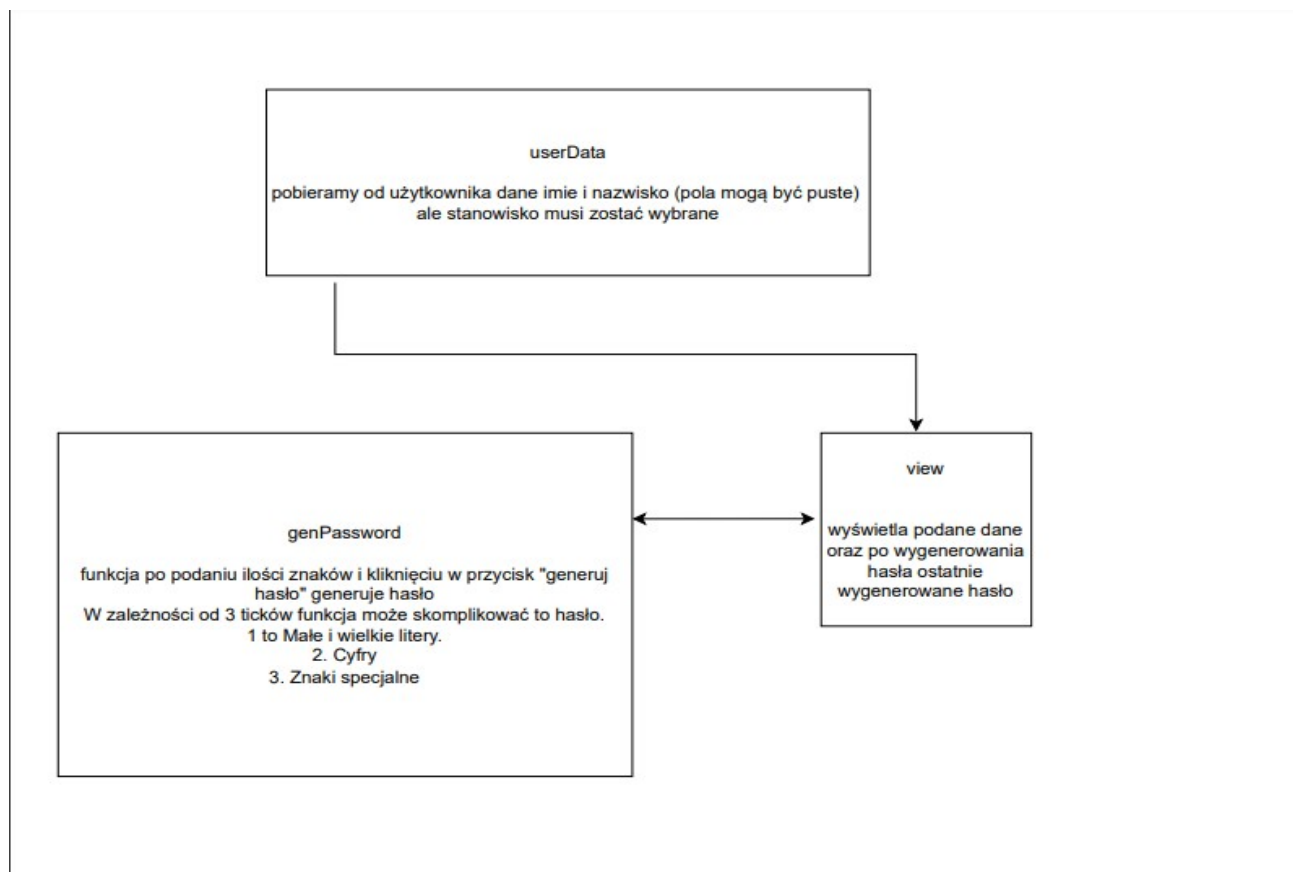 userData
pobieramy od użytkownika dane imie i nazwisko (pola mogą być puste)
ale stanowisko musi zostać wybrane
genPassword
funkcja po podaniu ilości znaków i kliknięciu w przycisk "generuj
hasło" generuje hasło
W zależności od 3 ticków funkcja może skomplikować to hasło.
1 to Małe i wielkie litery.
2. Cyfry
3. Znaki specjalne
view
wyświetla podane dane
oraz po wygenerowania
hasła ostatnie
wygenerowane hasło